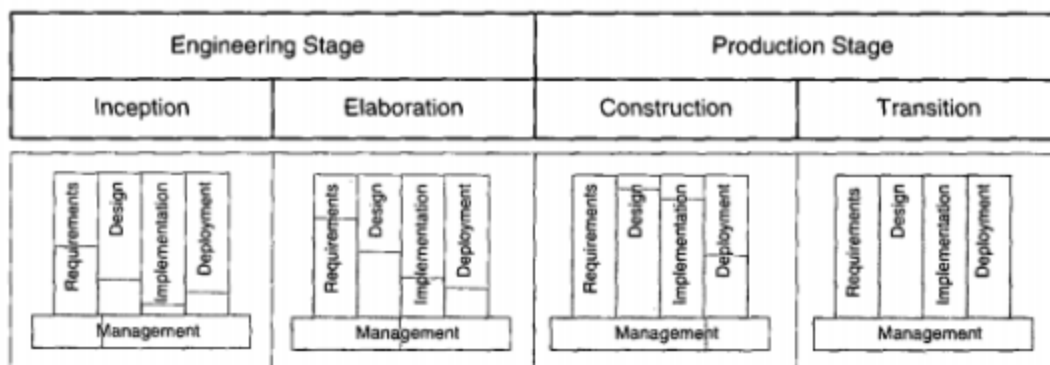 Engineering Stage Production Stage
Inception Elaboration Construction Transition
Requirements Design Implementation Deployment
Management
Requirements Design Implementation Deployment
Management
Requirements Design Implementation Deployment
Management
Requirements Design Implementation Deployment
Management